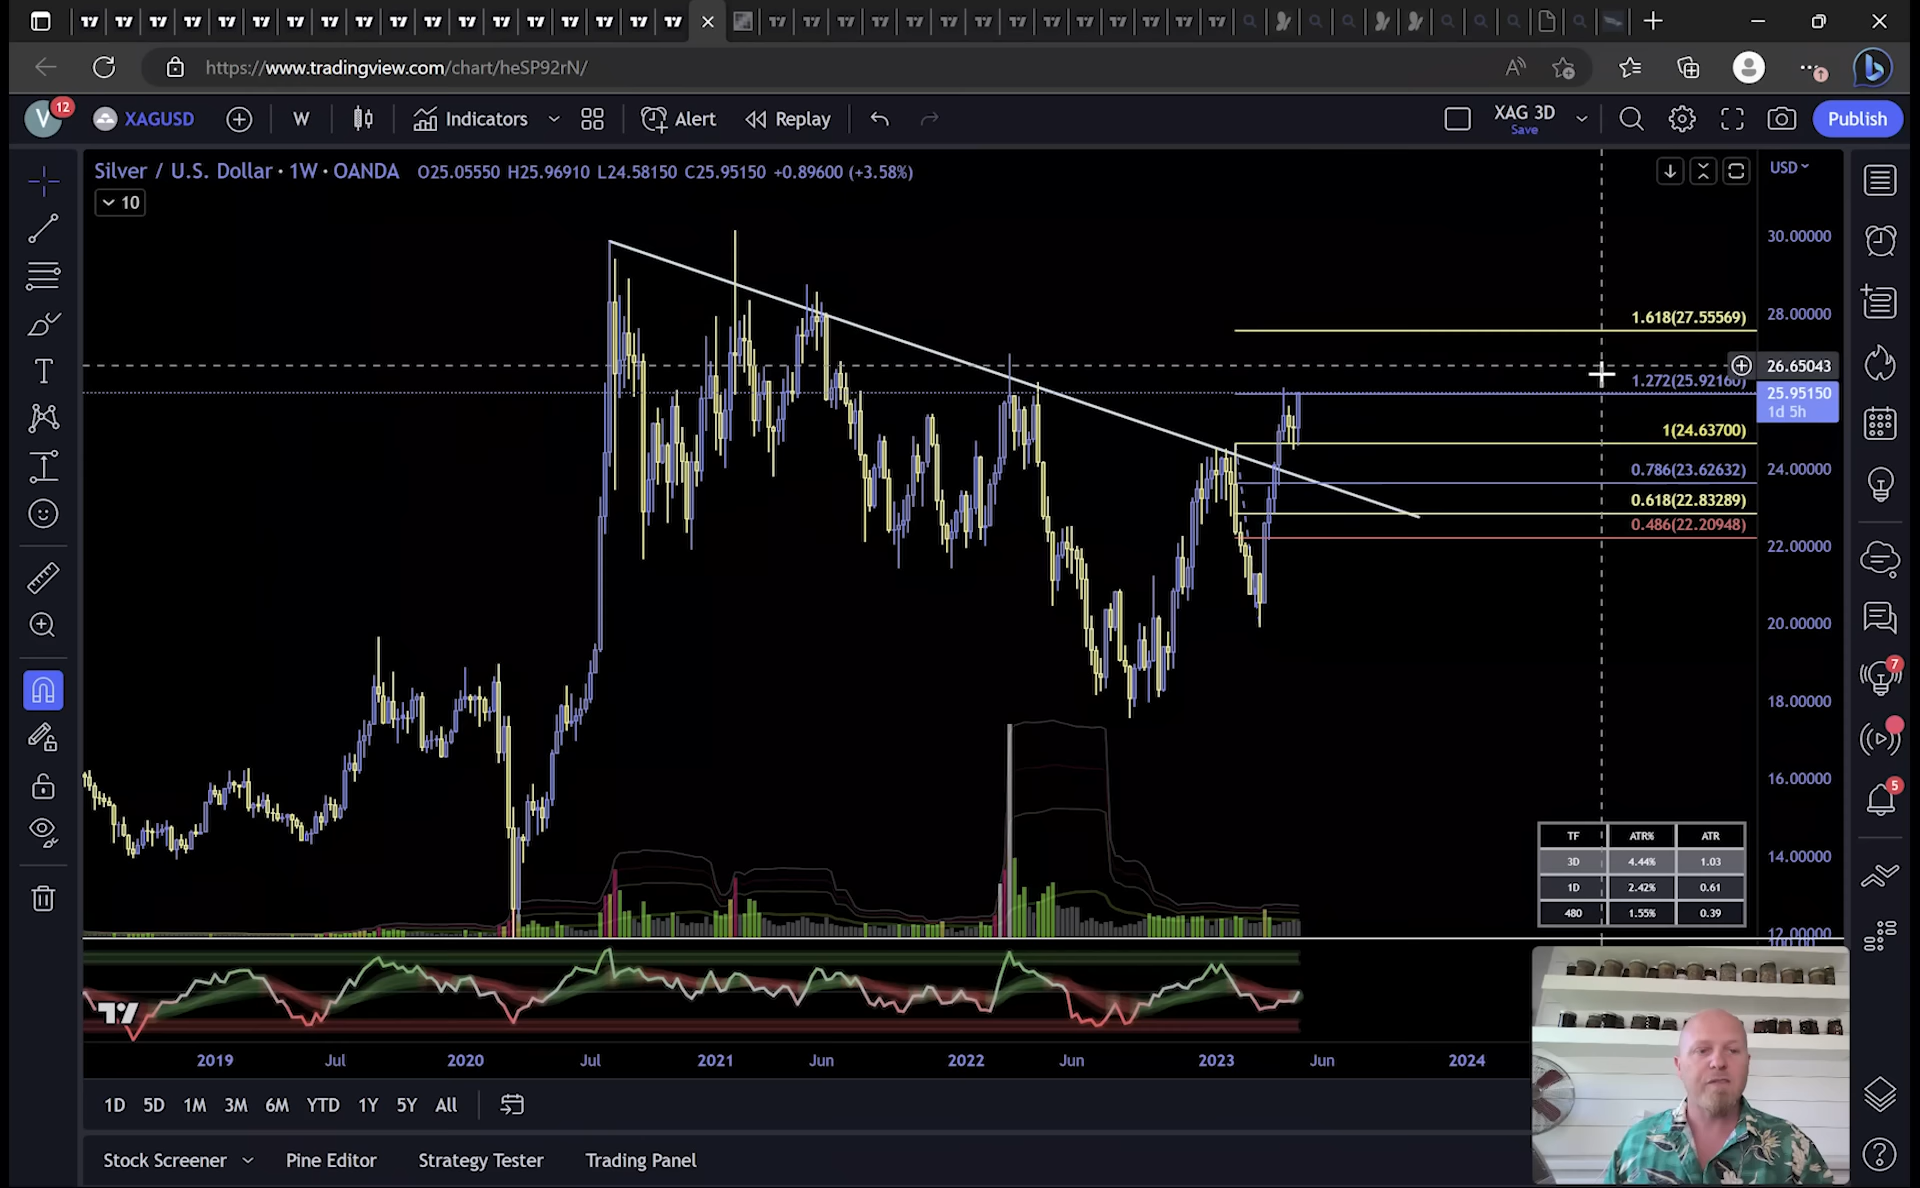 https://www.tradingview.com/chart/heSP92rN/
V 12 XAGUSD W Indicators Alert Replay XAG 3D Save Publish
Silver / U.S. Dollar · 1W · OANDA O25.05550 H25.96910 L24.58150 C25.95150 +0.89600 (+3.58%)
USD
10
30.00000
1.618(27.55569)
28.00000
26.65043
1.272(25.92160)
25.95150
1d 5h
1(24.63700)
24.00000
0.786(23.62632)
0.618(22.83289)
0.486(22.20948)
22.00000
20.00000
18.00000
7
16.00000
5
TF ATR% ATR
14.00000
3D 4.44% 1.03
1D 2.42% 0.61
480 1.55% 0.39
12.00000
2019 Jul 2020 Jul 2021 Jun 2022 Jun 2023 Jun 2024
1D 5D 1M 3M 6M YTD 1Y 5Y All
Stock Screener Pine Editor Strategy Tester Trading Panel